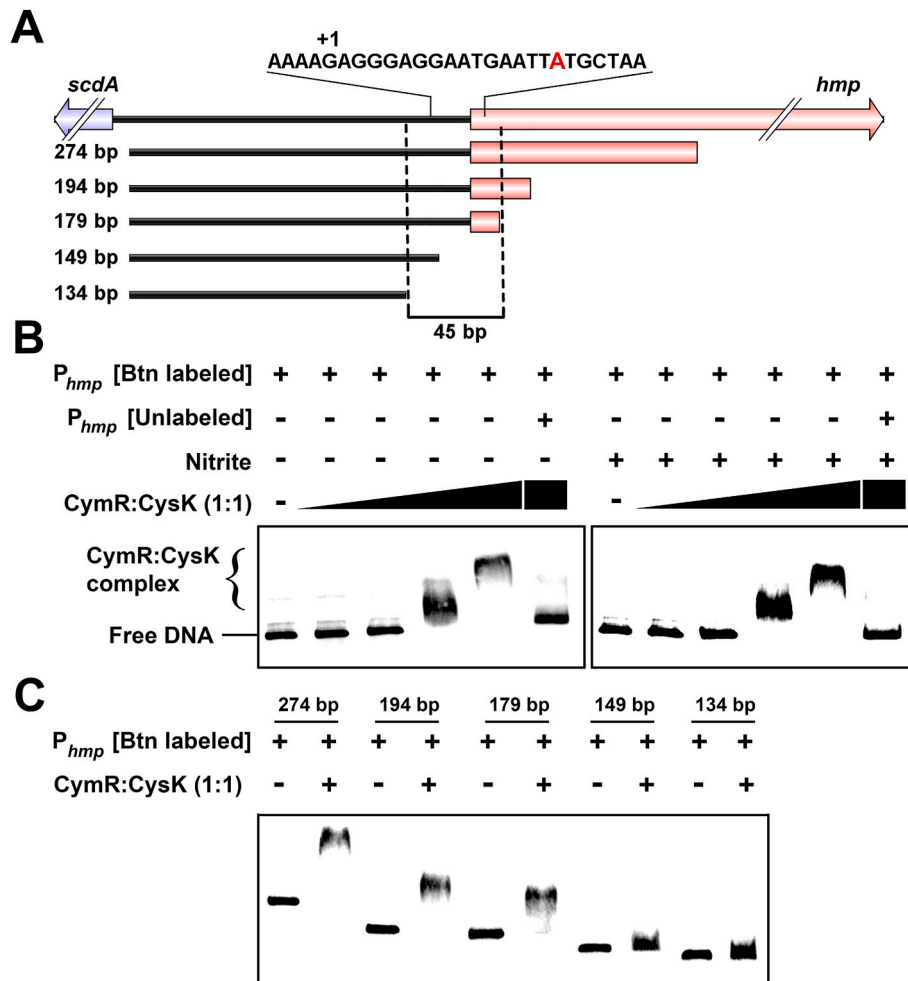 A
+1
AAAAGAGGGAGGAATGAATTATGCTAA
scdA
hmp
274 bp
194 bp
179 bp
149 bp
134 bp
45 bp
B
Phmp [Btn labeled] + + + + + + + + + + + +
Phmp [Unlabeled] - - - - - + - - - - - +
Nitrite - - - - - - + + + + + +
CymR:CysK (1:1) - -
CymR:CysK
complex
{
Free DNA
C
274 bp 194 bp 179 bp 149 bp 134 bp
Phmp [Btn labeled] + + + + + + + + + +
CymR:CysK (1:1) - + - + - + - + - +